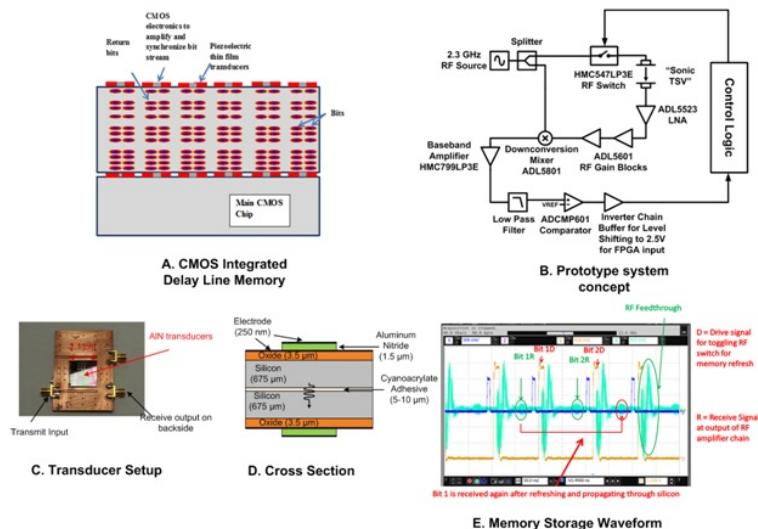 CMOS
electronics to
amplify and
synchronize bit
stream
Return
bits
Piezoelectric
thin film
transducers
Bits
Main CMOS
Chip
A. CMOS Integrated
Delay Line Memory
Splitter
2.3 GHz
RF Source
HMC547LP3E
RF Switch
"Sonic
TSV"
ADL5523
LNA
Control Logic
Baseband
Amplifier
HMC799LP3E
Downconversion
Mixer
ADL5801
ADL5601
RF Gain Blocks
Low Pass
Filter
VREF
ADCMP601
Comparator
Inverter Chain
Buffer for Level
Shifting to 2.5V
for FPGA input
B. Prototype system
concept
AlN transducers
Transmit Input
Receive output on
backside
C. Transducer Setup
Electrode
(250 nm)
Aluminum
Nitride
(1.5 µm)
Oxide (3.5 µm)
Silicon
(675 µm)
Cyanoacrylate
Adhesive
(5-10 µm)
Silicon
(675 µm)
Oxide (3.5 µm)
D. Cross Section
RF Feedthrough
Bit 1R
Bit 1D
Bit 2R
Bit 2D
D = Drive signal
for toggling RF
switch for
memory refresh
R = Receive Signal
at output of RF
amplifier chain
Bit 1 is received again after refreshing and propagating through silicon
E. Memory Storage Waveform